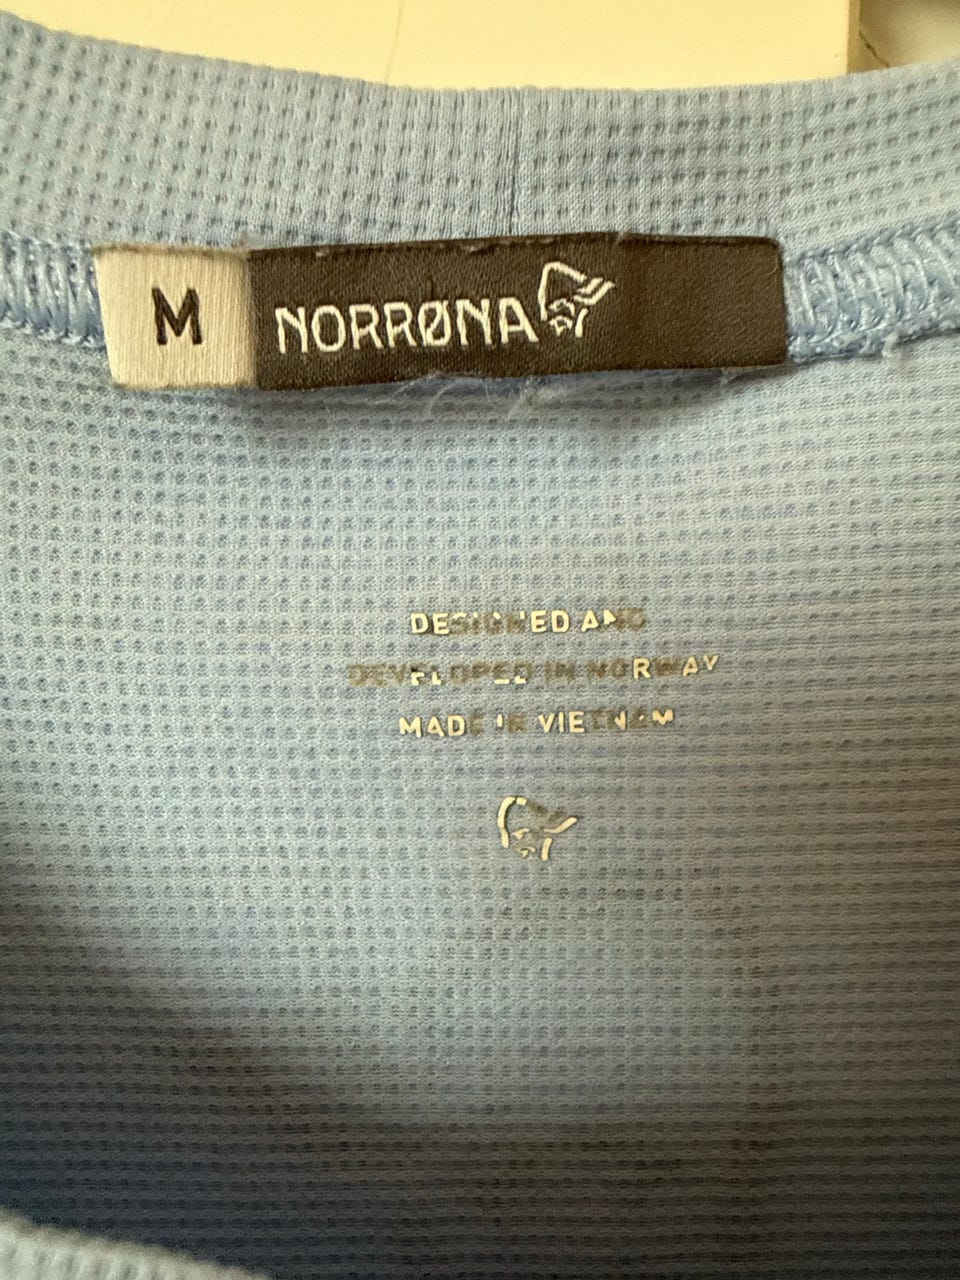 M NORRØNA
DESIGNED AND
DEVELOPED IN NORWAY
MADE IN VIETNAM